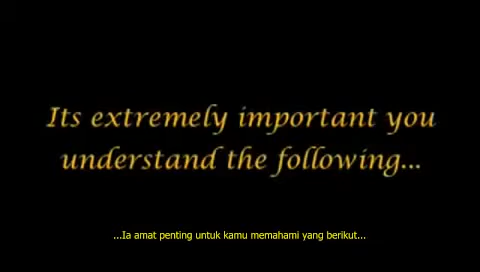 Its extremely important you
understand the following...
...Ia amat penting untuk kamu memahami yang berikut...